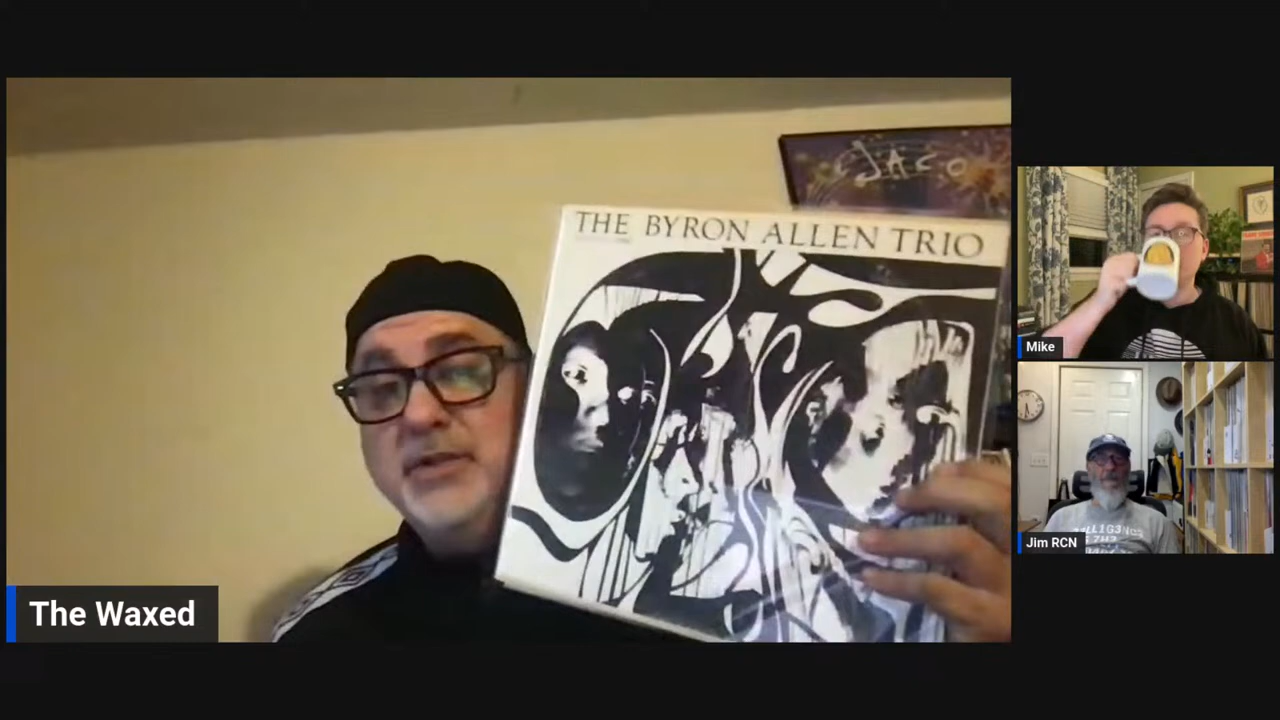 JACO
THE BYRON ALLEN TRIO
The Waxed
Mike
Jim RCN